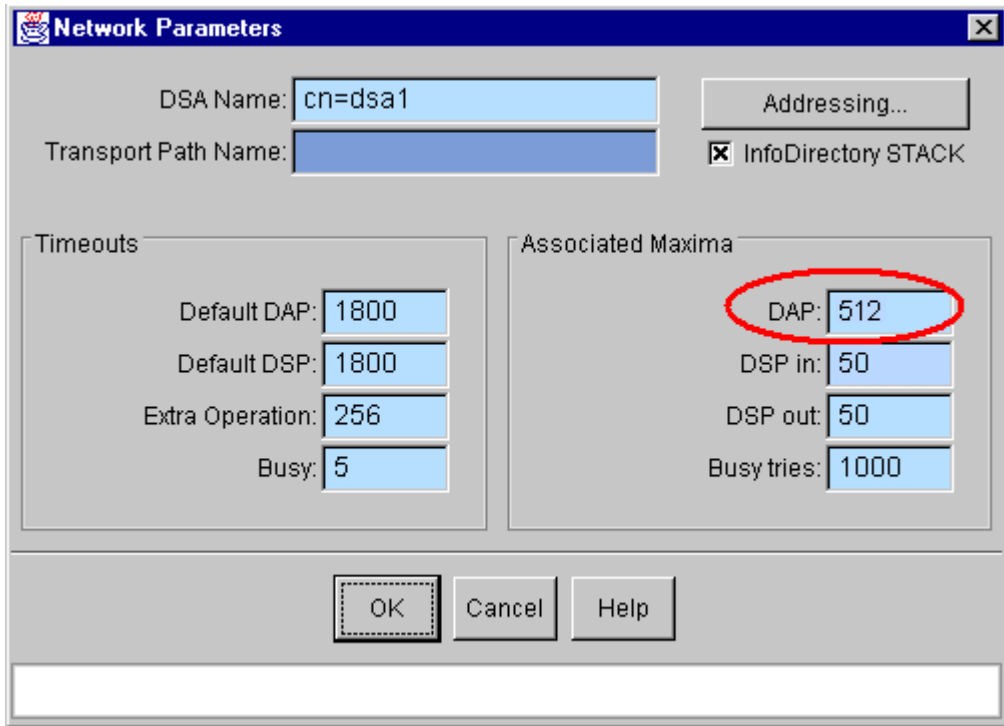 Network Parameters
DSA Name: cn=dsa1
Addressing...
Transport Path Name:
InfoDirectory STACK
Timeouts
Default DAP: 1800
Default DSP: 1800
Extra Operation: 256
Busy: 5
Associated Maxima
DAP: 512
DSP in: 50
DSP out: 50
Busy tries: 1000
OK
Cancel
Help